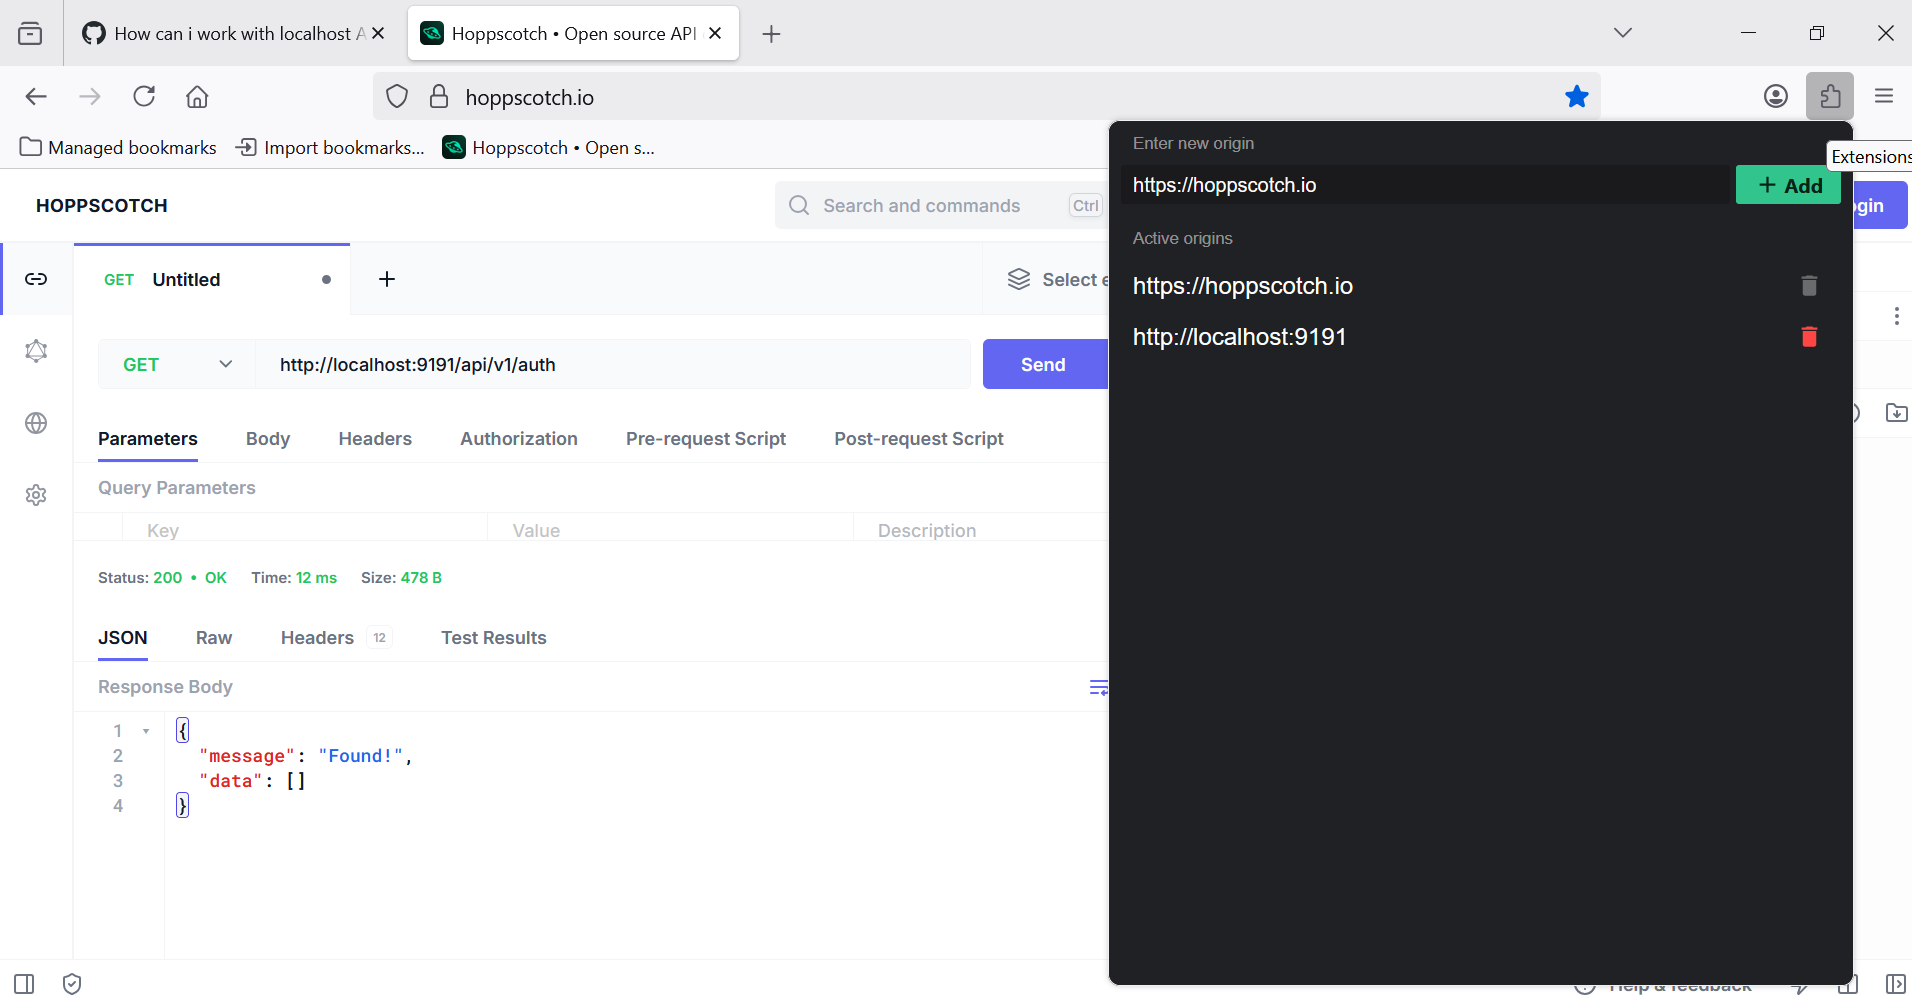 How can i work with localhost A
Hoppscotch • Open source API
hoppscotch.io
Managed bookmarks
Import bookmarks...
Hoppscotch • Open s...
Extensions
HOPPSCOTCH
Search and commands
Ctrl
Enter new origin
https://hoppscotch.io
Add
Active origins
https://hoppscotch.io
http://localhost:9191
GET
Untitled
Select
GET
http://localhost:9191/api/v1/auth
Send
Parameters
Body
Headers
Authorization
Pre-request Script
Post-request Script
Query Parameters
Key
Value
Description
Status: 200 • OK
Time: 12 ms
Size: 478 B
JSON
Raw
Headers
12
Test Results
Response Body
1 {
2 "message": "Found!",
3 "data": []
4 }
Help & feedback